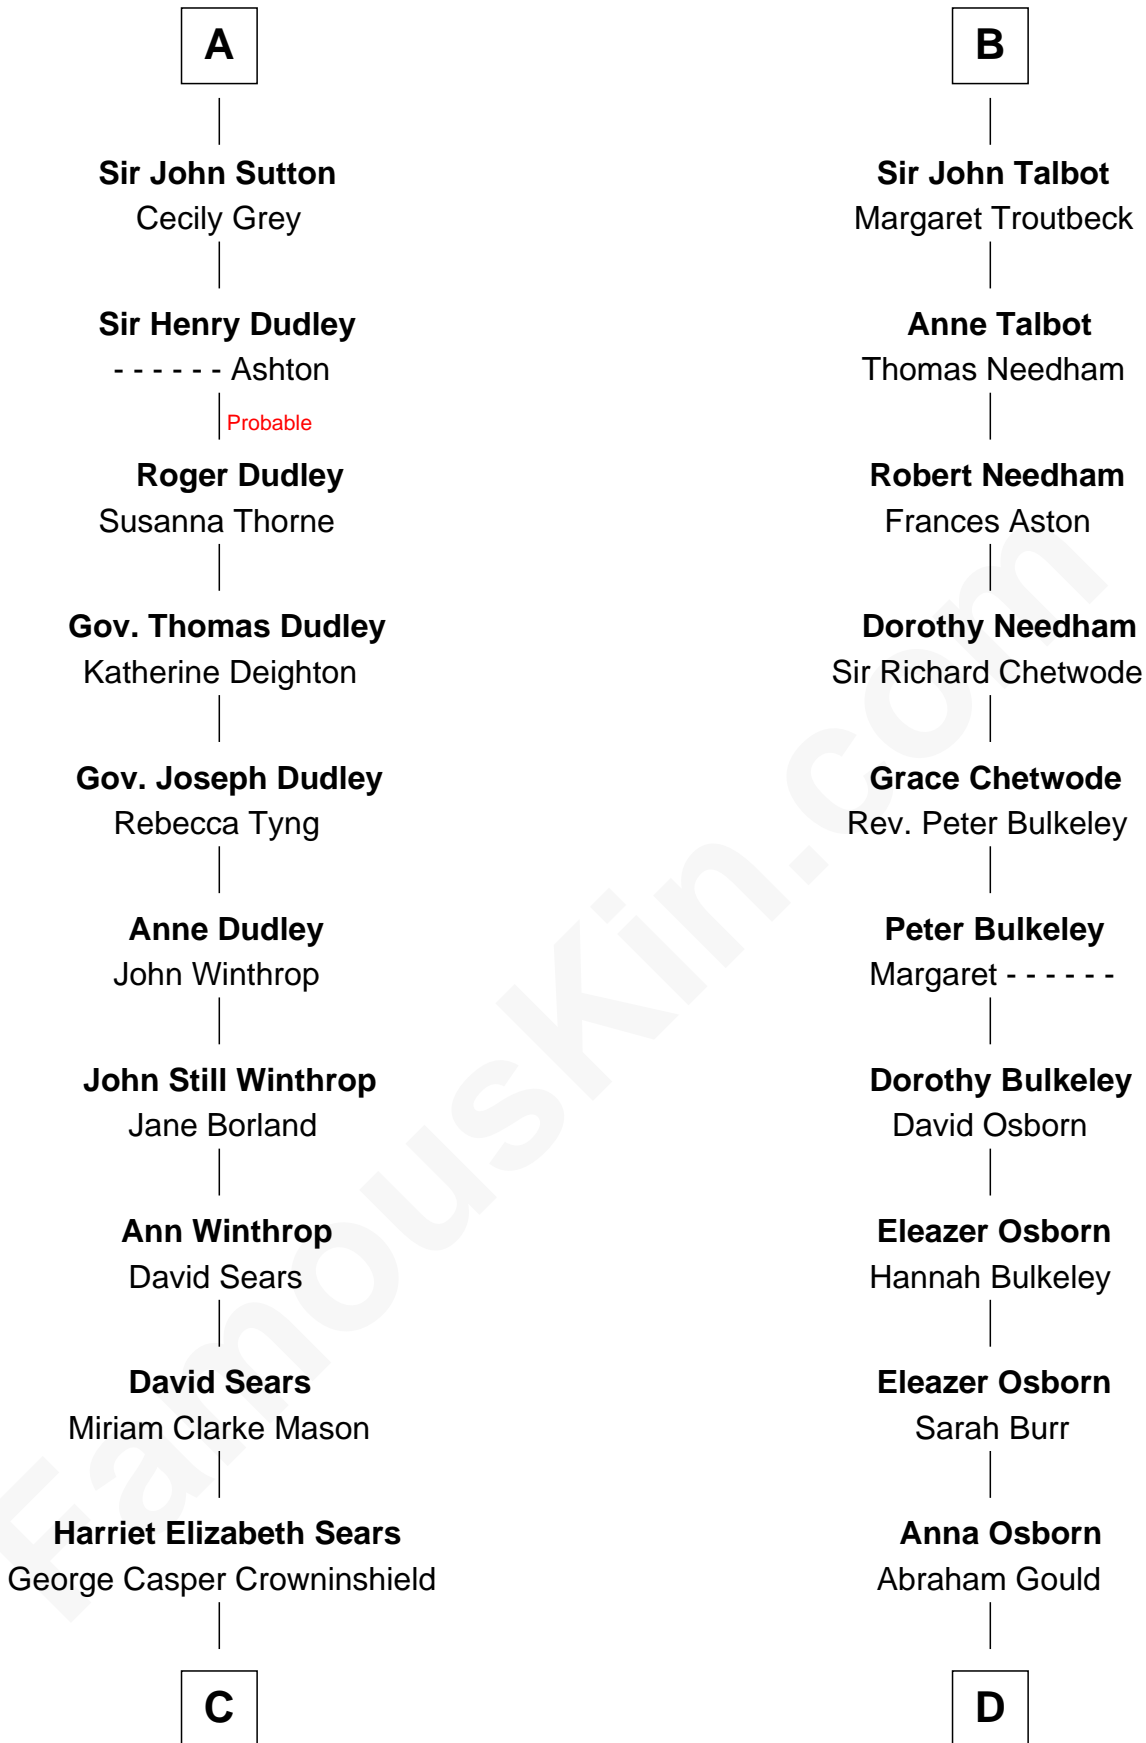 A
Sir John Sutton
Cecily Grey
Sir Henry Dudley
- - - - - - Ashton
Probable
Roger Dudley
Susanna Thorne
Gov. Thomas Dudley
Katherine Deighton
Gov. Joseph Dudley
Rebecca Tyng
Anne Dudley
John Winthrop
John Still Winthrop
Jane Borland
Ann Winthrop
David Sears
David Sears
Miriam Clarke Mason
Harriet Elizabeth Sears
George Casper Crowninshield
C
B
Sir John Talbot
Margaret Troutbeck
Anne Talbot
Thomas Needham
Robert Needham
Frances Aston
Dorothy Needham
Sir Richard Chetwode
Grace Chetwode
Rev. Peter Bulkeley
Peter Bulkeley
Margaret - - - - - -
Dorothy Bulkeley
David Osborn
Eleazer Osborn
Hannah Bulkeley
Eleazer Osborn
Sarah Burr
Anna Osborn
Abraham Gould
D
FamousKin.com